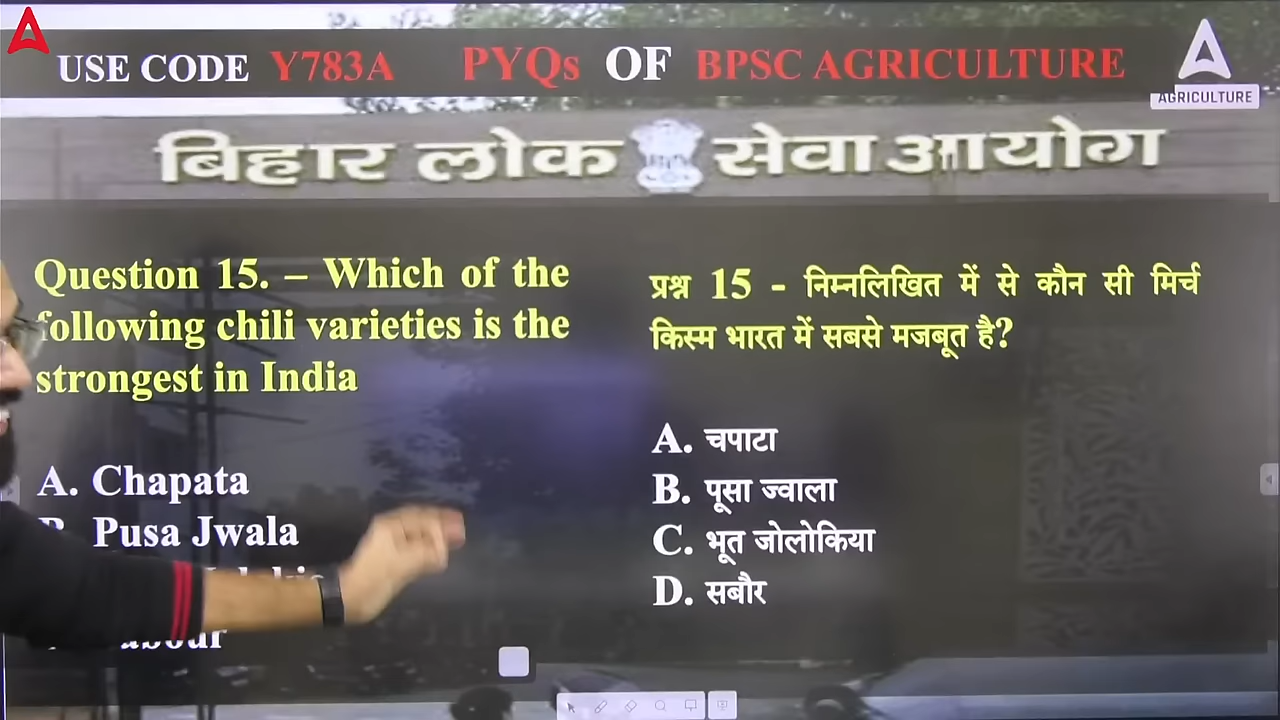 USE CODE Y783A PYQs OF BPSC AGRICULTURE
AGRICULTURE
बिहार लोक सेवा आयोग
Question 15. – Which of the
following chili varieties is the
strongest in India
A. Chapata
Pusa Jwala
प्रश्न 15 - निम्नलिखित में से कौन सी मिर्च
किस्म भारत में सबसे मजबूत है?
A. चपाटा
B. पूसा ज्वाला
C. भूत जोलोकिया
D. सबौर